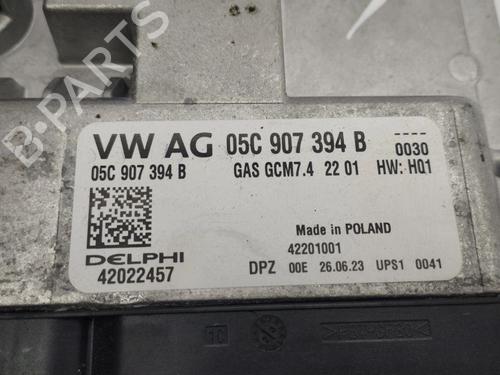 VW AG 05C 907 394 B
----
0030
05C 907 394 B GAS GCM7.4 22 01 HW: HQ1
Made in POLAND
DELPHI 42201001
42022457 DPZ 00E 26.06.23 UPS1 0041
B-PARTS